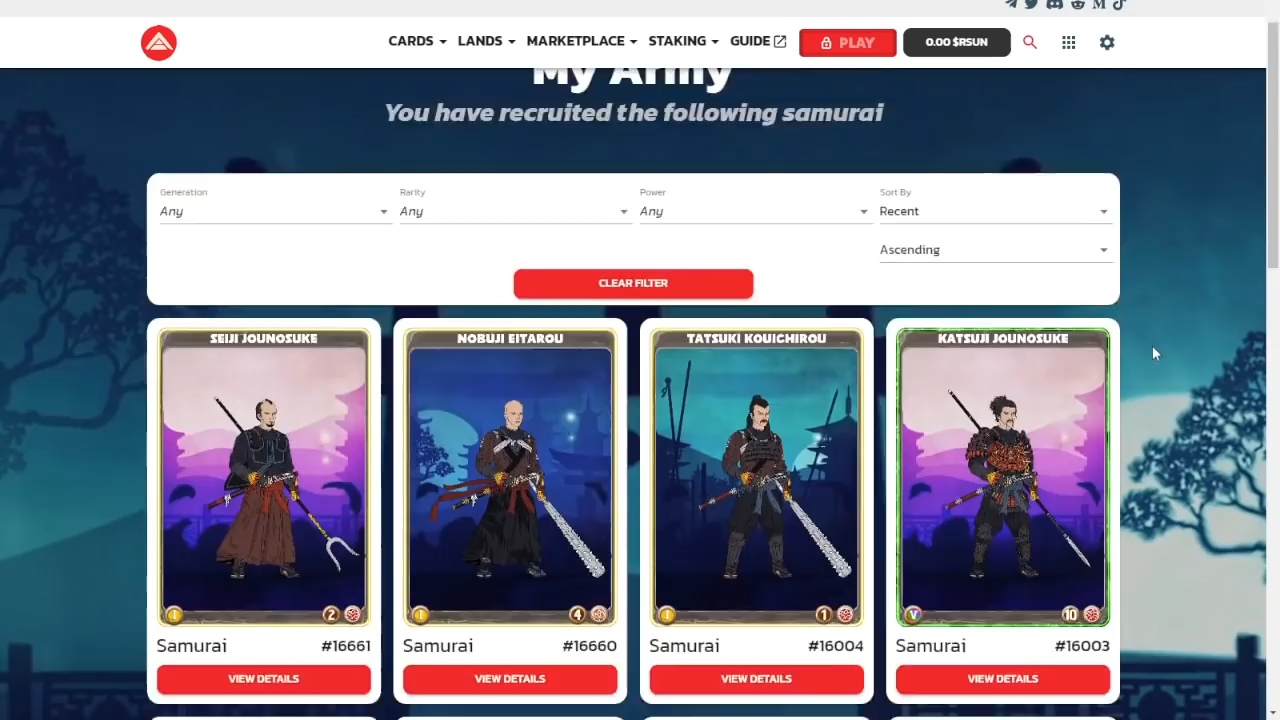 CARDS LANDS MARKETPLACE STAKING GUIDE PLAY 0.00 $RSUN
My Army
You have recruited the following samurai
Generation Rarity Power Sort By
Any Any Any Recent
Ascending
CLEAR FILTER
SEIJI JOUNOSUKE NOBUJI EITAROU TATSUKI KOUICHIROU KATSUJI JOUNOSUKE
I 2 I 4 I 1 V 10
Samurai #16661 Samurai #16660 Samurai #16004 Samurai #16003
VIEW DETAILS VIEW DETAILS VIEW DETAILS VIEW DETAILS